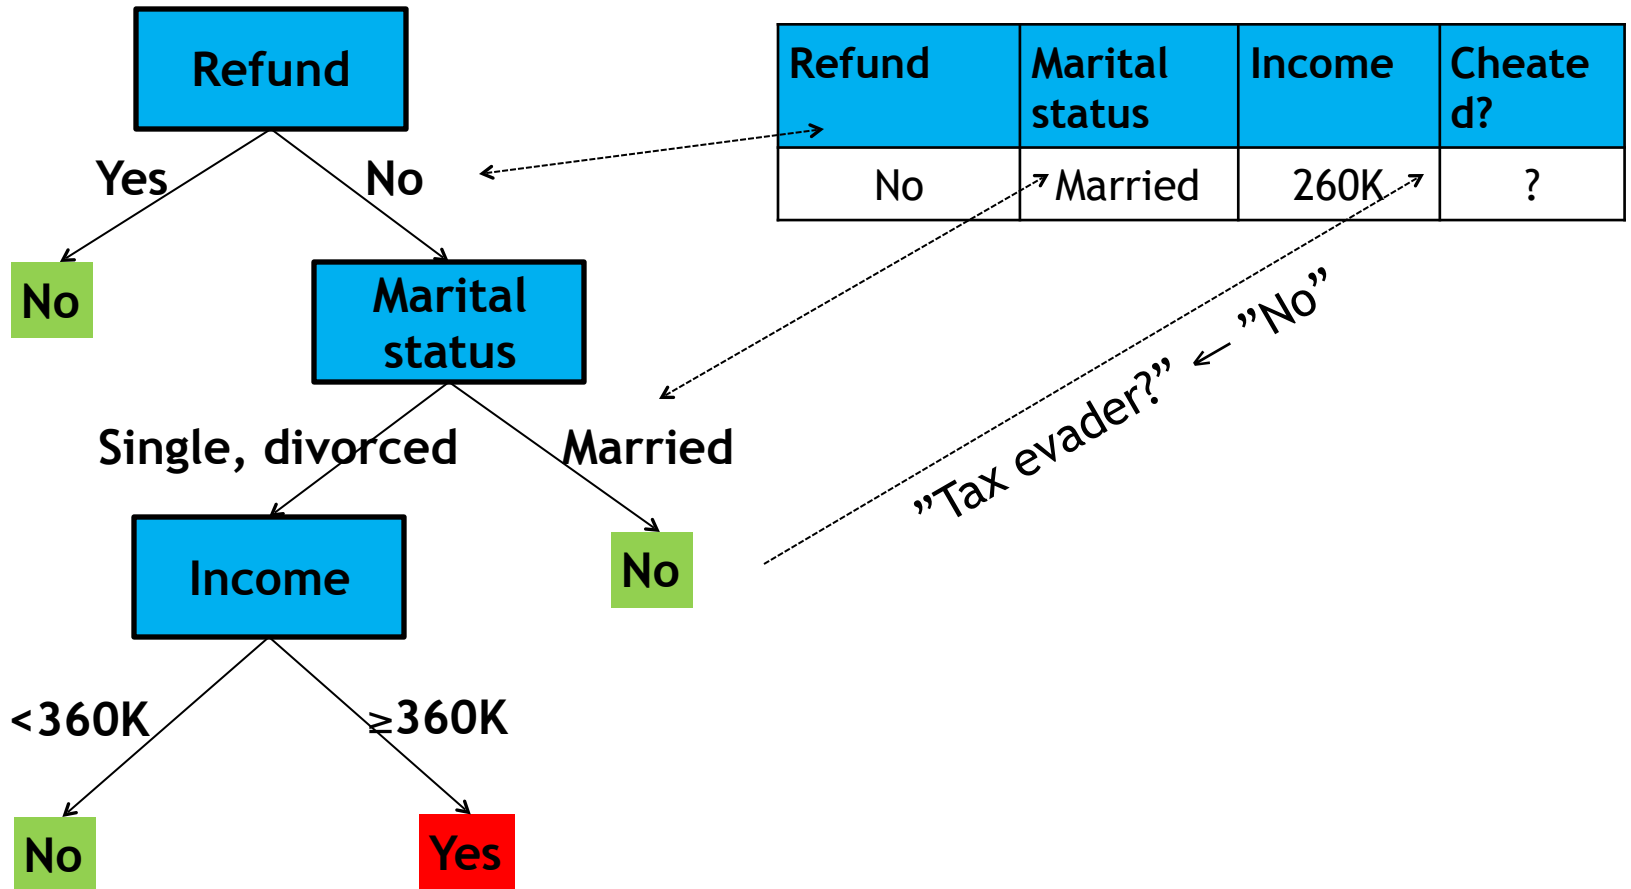 Refund
Yes
No
No
Marital
status
Single, divorced
Married
Income
No
<360K
≥360K
No
Yes
Refund
Marital
status
Income
Cheate
d?
No
Married
260K
?
”Tax evader?” ← ”No”